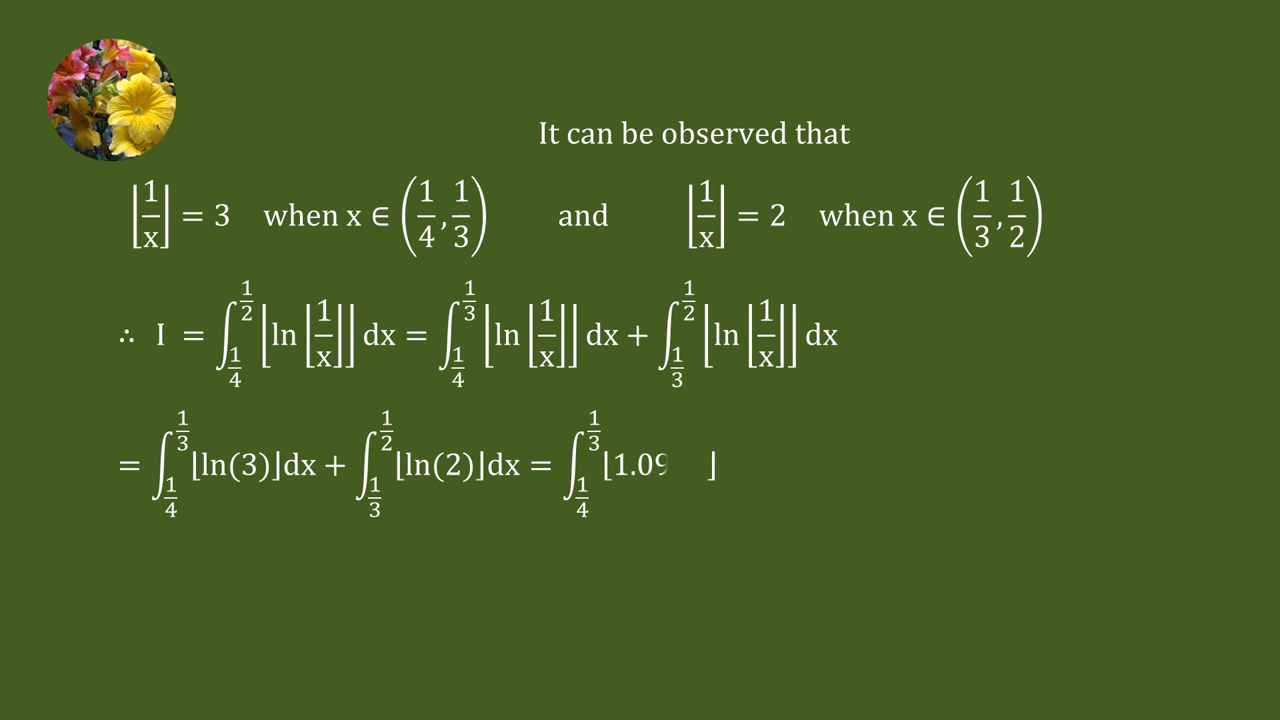 It can be observed that
⌊1/x⌋ = 3 when x ∈ (1/4, 1/3) and ⌊1/x⌋ = 2 when x ∈ (1/3, 1/2)
∴ I = ∫_{1/4}^{1/2} ⌊ln ⌊1/x⌋⌋ dx = ∫_{1/4}^{1/3} ⌊ln ⌊1/x⌋⌋ dx + ∫_{1/3}^{1/2} ⌊ln ⌊1/x⌋⌋ dx
= ∫_{1/4}^{1/3} ⌊ln(3)⌋dx + ∫_{1/3}^{1/2} ⌊ln(2)⌋dx = ∫_{1/4}^{1/3} ⌊1.09 ⌋